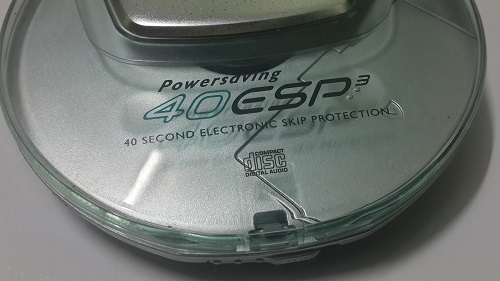 Powersaving
40ESP³
40 SECOND ELECTRONIC SKIP PROTECTION
COMPACT
disc
DIGITAL AUDIO